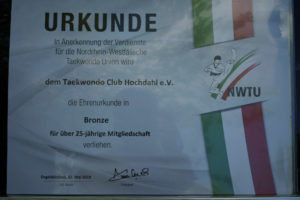 URKUNDE
In Anerkennung der Verdienste
für die Nordrhein-Westfälische
Taekwondo Union wird
dem Taekwondo Club Hochdahl e.V.
die Ehrenurkunde in
Bronze
für über 25-jährige Mitgliedschaft
verliehen.
NWTU